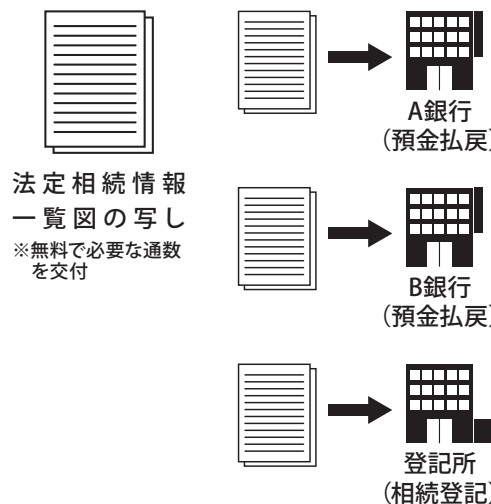 法定相続情報
一覧図の写し
※無料で必要な通数
を交付
A銀行
（預金払戻）
B銀行
（預金払戻）
登記所
（相続登記）